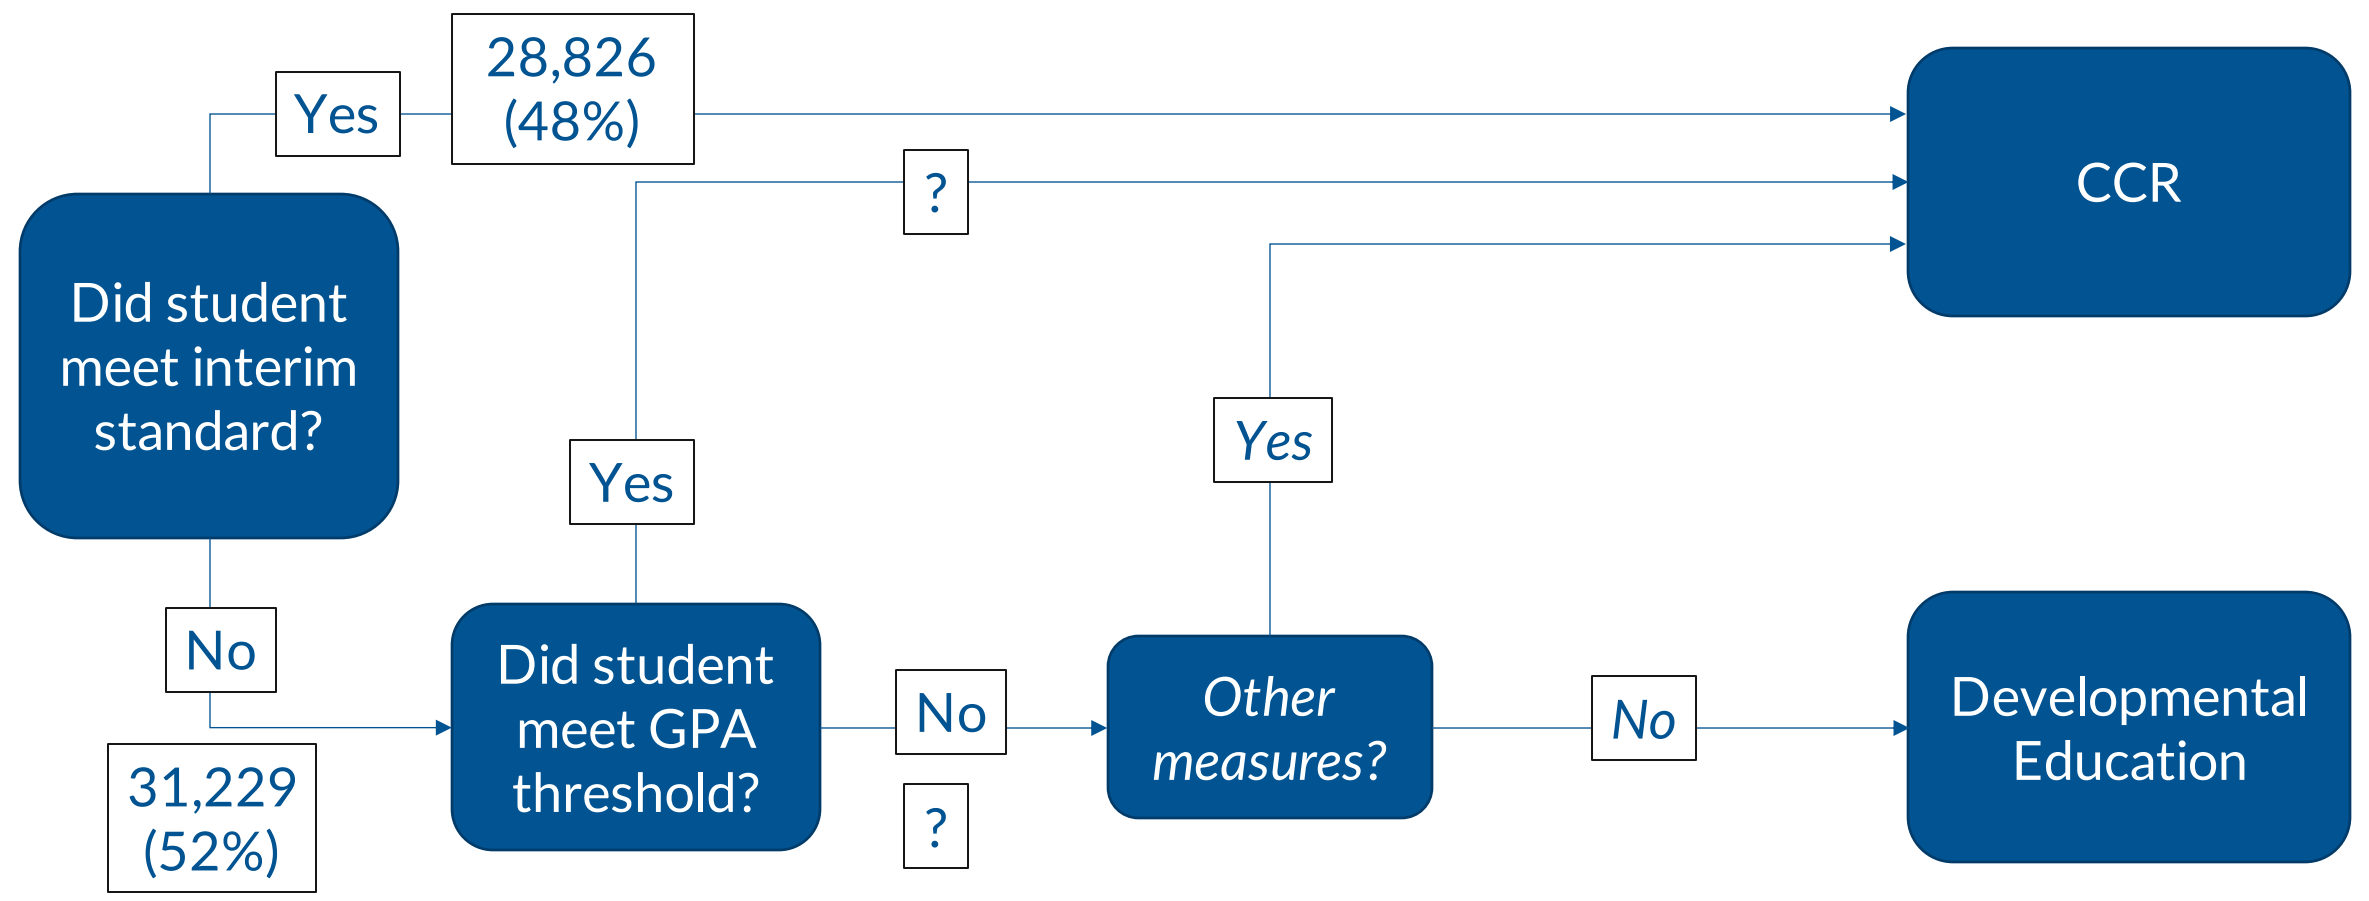 28,826
(48%)
Yes
CCR
?
Did student
meet interim
standard?
Yes
Yes
No
Did student
meet GPA
threshold?
No
Other
measures?
No
Developmental
Education
31,229
(52%)
?